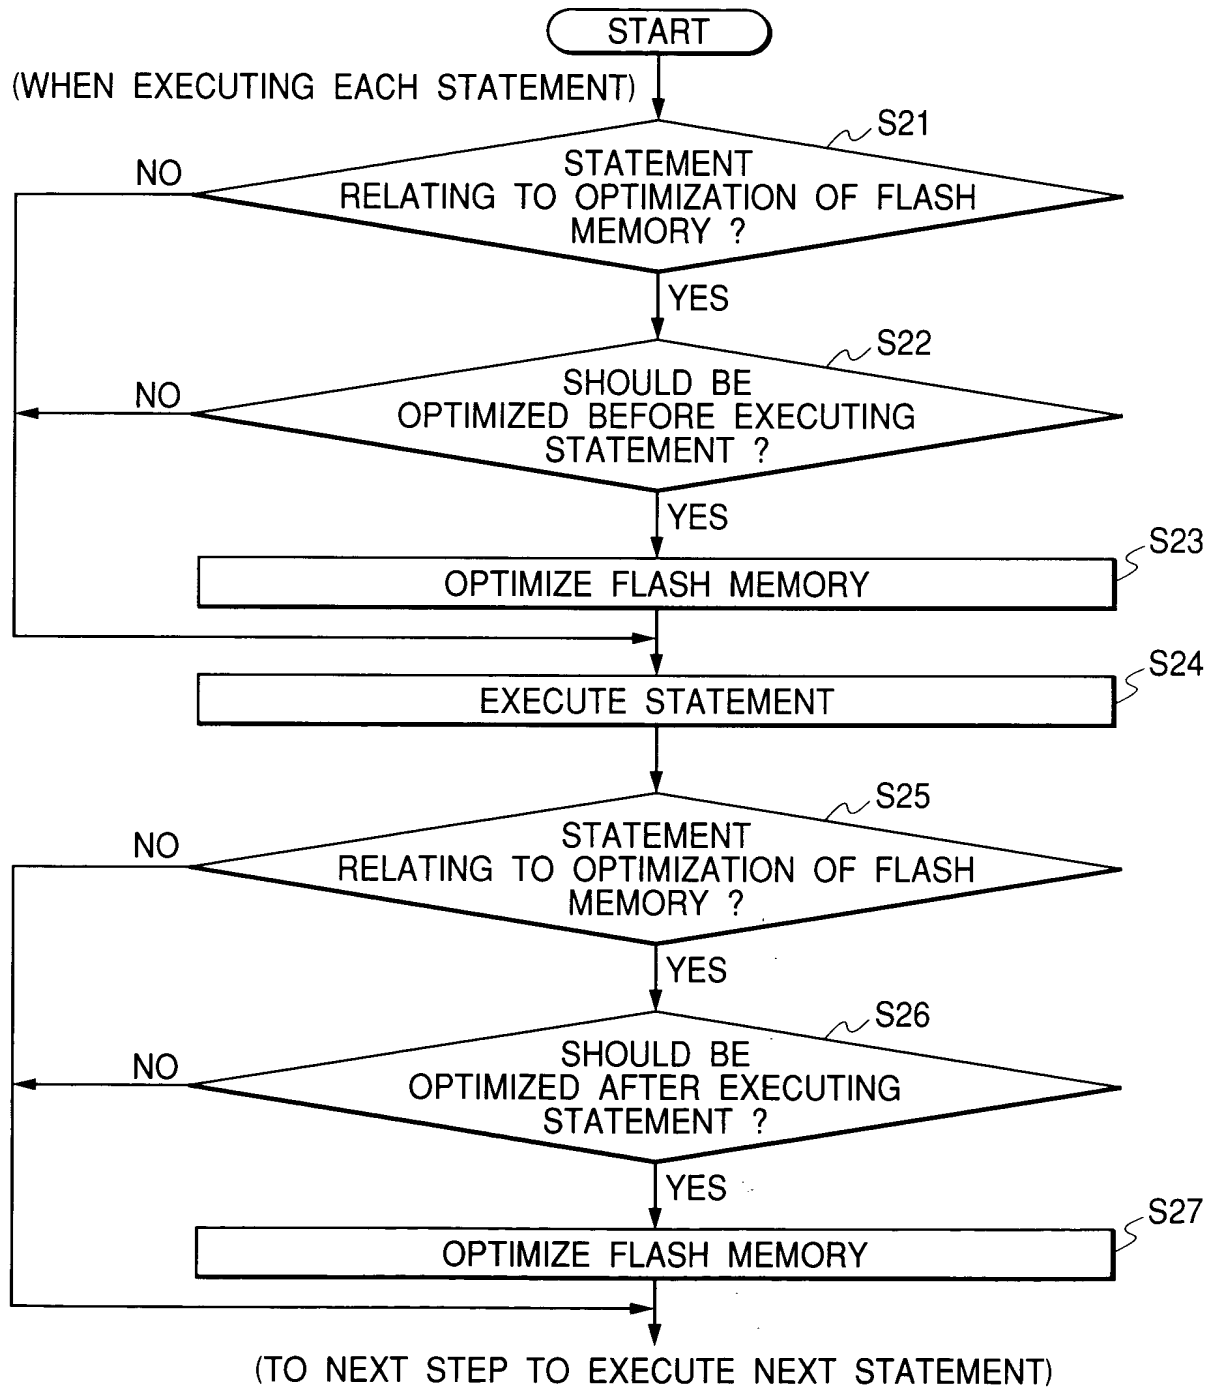 START
(WHEN EXECUTING EACH STATEMENT)
S21
NO
STATEMENT
RELATING TO OPTIMIZATION OF FLASH
MEMORY ?
YES
S22
NO
SHOULD BE
OPTIMIZED BEFORE EXECUTING
STATEMENT ?
YES
S23
OPTIMIZE FLASH MEMORY
S24
EXECUTE STATEMENT
S25
NO
STATEMENT
RELATING TO OPTIMIZATION OF FLASH
MEMORY ?
YES
S26
NO
SHOULD BE
OPTIMIZED AFTER EXECUTING
STATEMENT ?
YES
S27
OPTIMIZE FLASH MEMORY
(TO NEXT STEP TO EXECUTE NEXT STATEMENT)